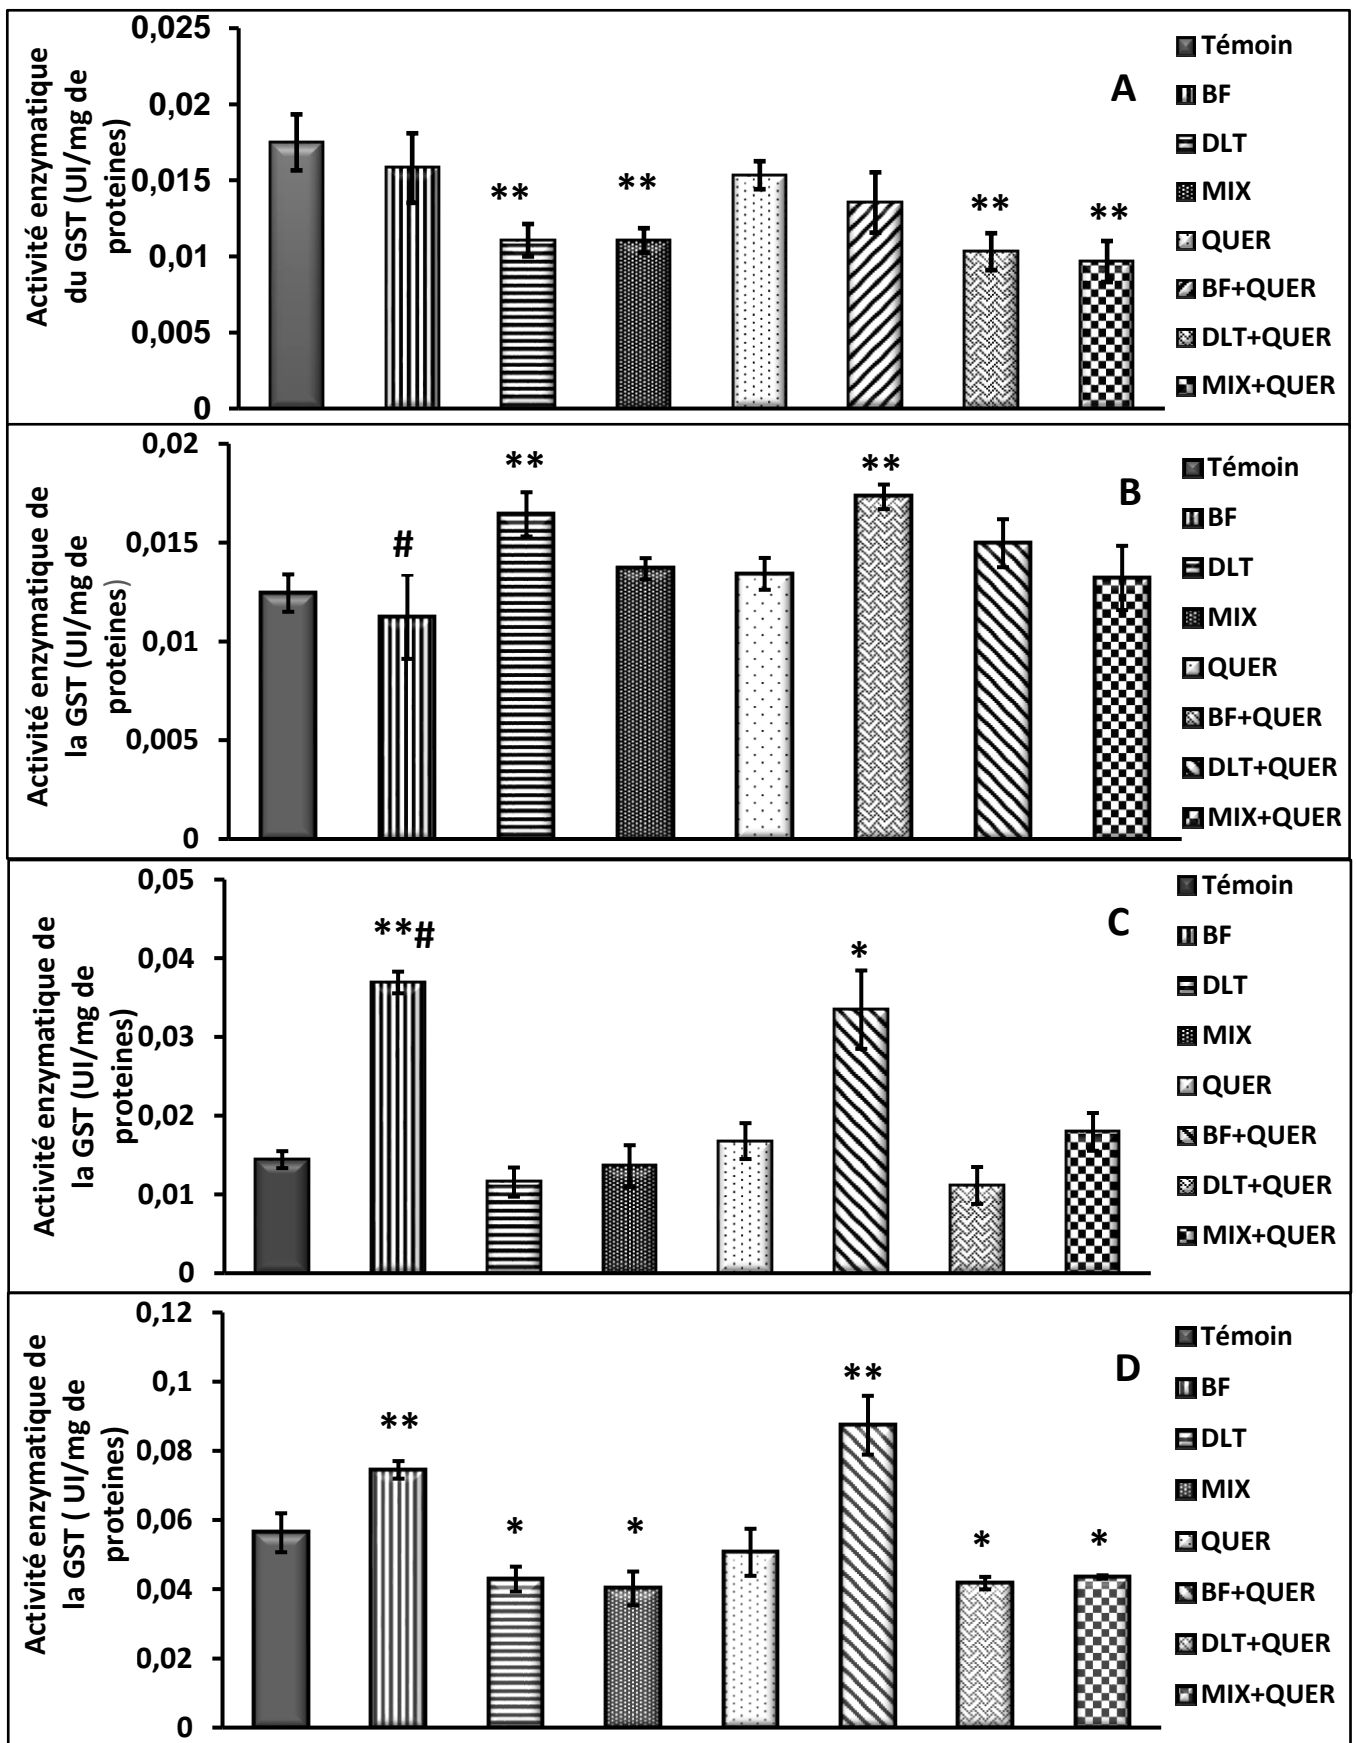 Activité enzymatique
du GST (UI/mg de
proteines)
0,025
0,02
0,015
0,01
0,005
0
** ** ** **
A
Témoin
BF
DLT
MIX
QUER
BF+QUER
DLT+QUER
MIX+QUER
Activité enzymatique de
la GST (UI/mg de
proteines)
0,02
0,015
0,01
0,005
0
# ** **
B
Témoin
BF
DLT
MIX
QUER
BF+QUER
DLT+QUER
MIX+QUER
Activité enzymatique de
la GST (UI/mg de
proteines)
0,05
0,04
0,03
0,02
0,01
0
**# *
C
Témoin
BF
DLT
MIX
QUER
BF+QUER
DLT+QUER
MIX+QUER
Activité enzymatique de
la GST ( UI/mg de
proteines)
0,12
0,1
0,08
0,06
0,04
0,02
0
** * * ** * *
D
Témoin
BF
DLT
MIX
QUER
BF+QUER
DLT+QUER
MIX+QUER